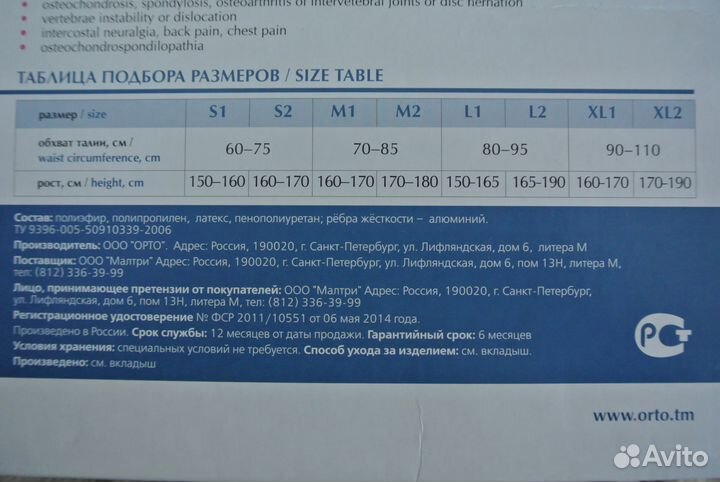 osteochondrosis, spondylosis, osteoarthritis of intervertebral joints or disc herhation
• vertebrae instability or dislocation
• intercostal neuralgia, back pain, chest pain
• osteochondrospondilopathia
ТАБЛИЦА ПОДБОРА РАЗМЕРОВ / SIZE TABLE
размер / size S1 S2 M1 M2 L1 L2 XL1 XL2
обхват талии, см /
waist circumference, cm 60–75 70–85 80–95 90–110
рост, см / height, cm 150–160 160–170 160–170 170–180 150-165 165-190 160-170 170-190
Состав: полиэфир, полипропилен, латекс, пенополиуретан; рёбра жёсткости – алюминий.
ТУ 9396-005-50910339-2006
Производитель: ООО "ОРТО". Адрес: Россия, 190020, г. Санкт-Петербург, ул. Лифляндская, дом 6, литера М
Поставщик: ООО "Малтри" Адрес: Россия, 190020, г. Санкт-Петербург, ул. Лифляндская, дом 6, пом 13Н, литера М,
тел: (812) 336-39-99
Лицо, принимающее претензии от покупателей: ООО "Малтри" Адрес: Россия, 190020, г. Санкт-Петербург,
ул. Лифляндская, дом 6, пом 13Н, литера М, тел: (812) 336-39-99
Регистрационное удостоверение № ФСР 2011/10551 от 06 мая 2014 года.
Произведено в России. Срок службы: 12 месяцев от даты продажи. Гарантийный срок: 6 месяцев
Условия хранения: специальных условий не требуется. Способ ухода за изделием: см. вкладыш.
Произведено: см. вкладыш
РСТ
www.orto.tm
Avito